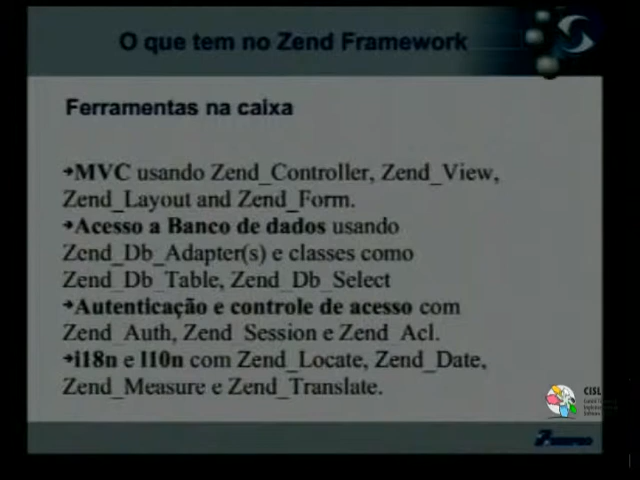 O que tem no Zend Framework
Ferramentas na caixa
➔MVC usando Zend_Controller, Zend_View,
Zend_Layout and Zend_Form.
➔Acesso a Banco de dados usando
Zend_Db_Adapter(s) e classes como
Zend_Db_Table, Zend_Db_Select
➔Autenticação e controle de acesso com
Zend_Auth, Zend_Session e Zend_Acl.
➔i18n e l10n com Zend_Locate, Zend_Date,
Zend_Measure e Zend_Translate.
CISL